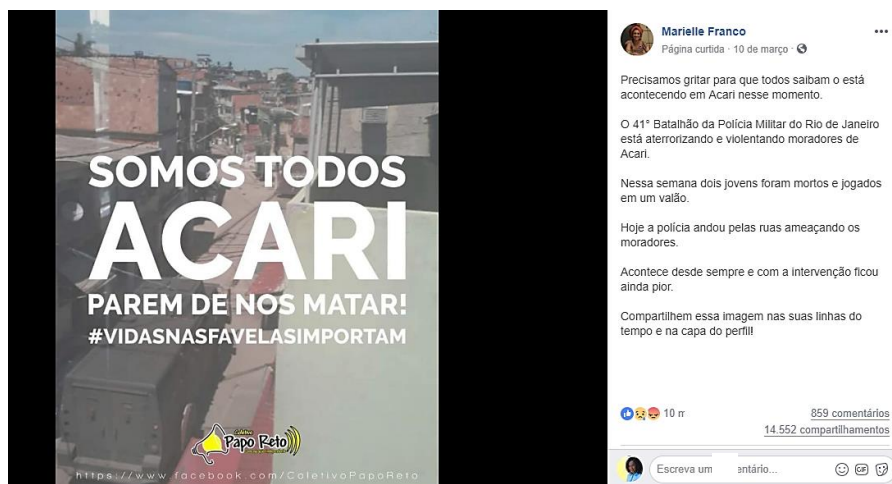 SOMOS TODOS
ACARI
PAREM DE NOS MATAR!
#VIDASNASFAVELASIMPORTAM
Coletivo
Papo Reto
https://www.facebook.com/ColetivoPapoReto
Marielle Franco
Página curtida · 10 de março ·
Precisamos gritar para que todos saibam o está
acontecendo em Acari nesse momento.
O 41° Batalhão da Polícia Militar do Rio de Janeiro
está aterrorizando e violentando moradores de
Acari.
Nessa semana dois jovens foram mortos e jogados
em um valão.
Hoje a polícia andou pelas ruas ameaçando os
moradores.
Acontece desde sempre e com a intervenção ficou
ainda pior.
Compartilhem essa imagem nas suas linhas do
tempo e na capa do perfil!
10 m
859 comentários
14.552 compartilhamentos
Escreva um entário...
GIF